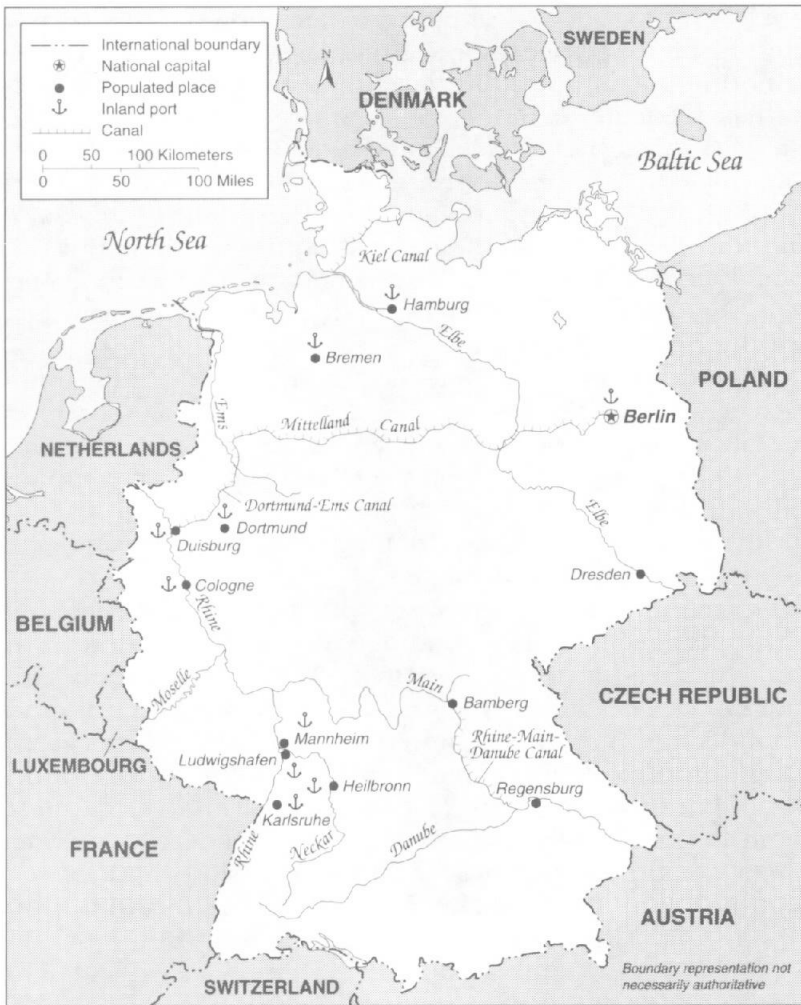 International boundary
National capital
Populated place
Inland port
Canal
0 50 100 Kilometers
0 50 100 Miles
N
SWEDEN
DENMARK
Baltic Sea
North Sea
Kiel Canal
Hamburg
Elbe
Bremen
POLAND
Berlin
Ems
Mittelland Canal
NETHERLANDS
Dortmund-Ems Canal
Dortmund
Duisburg
Elbe
Dresden
Cologne
Rhine
BELGIUM
Moselle
Main
Bamberg
CZECH REPUBLIC
Rhine-Main-
Danube Canal
Mannheim
LUXEMBOURG
Ludwigshafen
Heilbronn
Regensburg
Karlsruhe
Rhine
Neckar
Danube
FRANCE
AUSTRIA
SWITZERLAND
Boundary representation not
necessarily authoritative